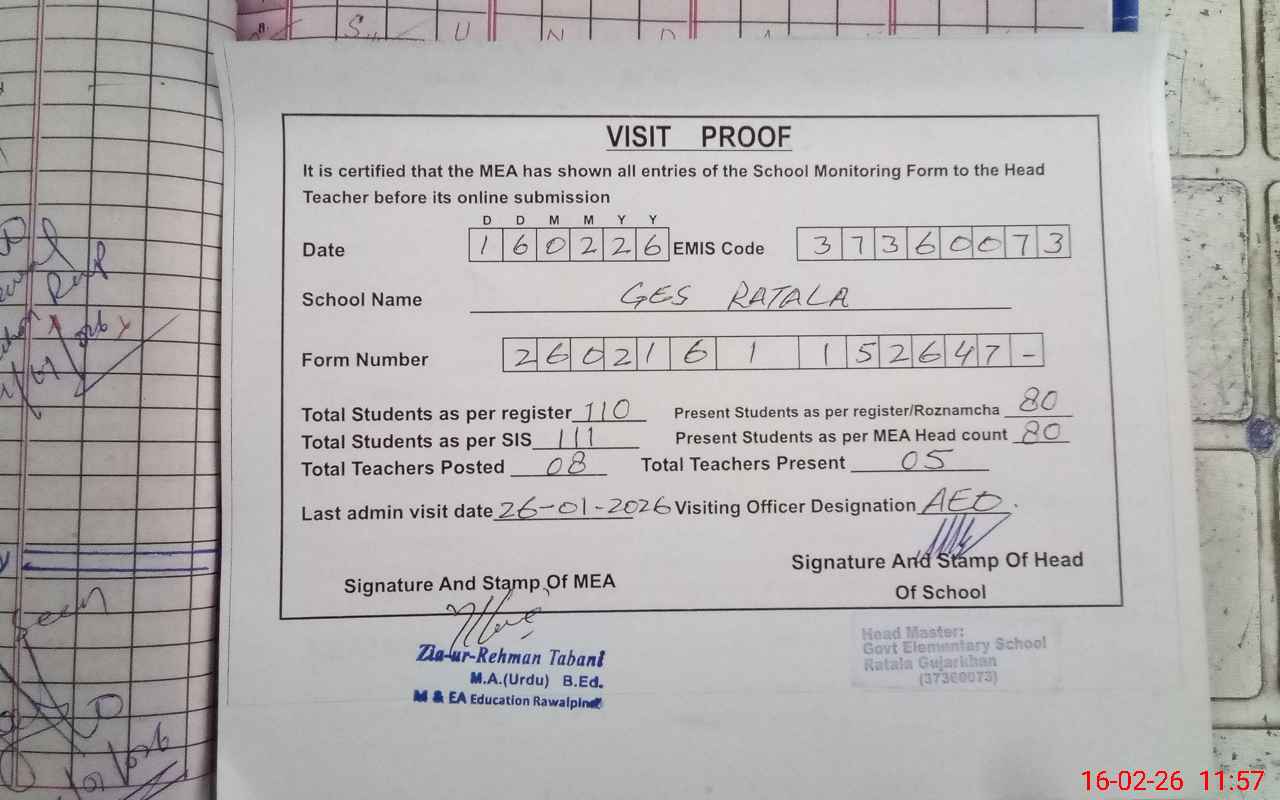 S U N D A
VISIT PROOF
It is certified that the MEA has shown all entries of the School Monitoring Form to the Head
Teacher before its online submission
D D M M Y Y
Date 1 6 0 2 2 6 EMIS Code 3 7 3 6 0 0 7 3
School Name GES RATALA
Form Number 2 6 0 2 1 6 1 1 5 2 6 4 7 -
Total Students as per register 110 Present Students as per register/Roznamcha 80
Total Students as per SIS 111 Present Students as per MEA Head count 80
Total Teachers Posted 08 Total Teachers Present 05
Last admin visit date 26-01-2026 Visiting Officer Designation AEO.
Signature And Stamp Of MEA
Signature And Stamp Of Head
Of School
Zia-ur-Rehman Tabani
M.A.(Urdu) B.Ed.
M & EA Education Rawalpindi
Head Master:
Govt Elementary School
Ratala Gujarkhan
(37360073)
Seen
16-02-26 11:57